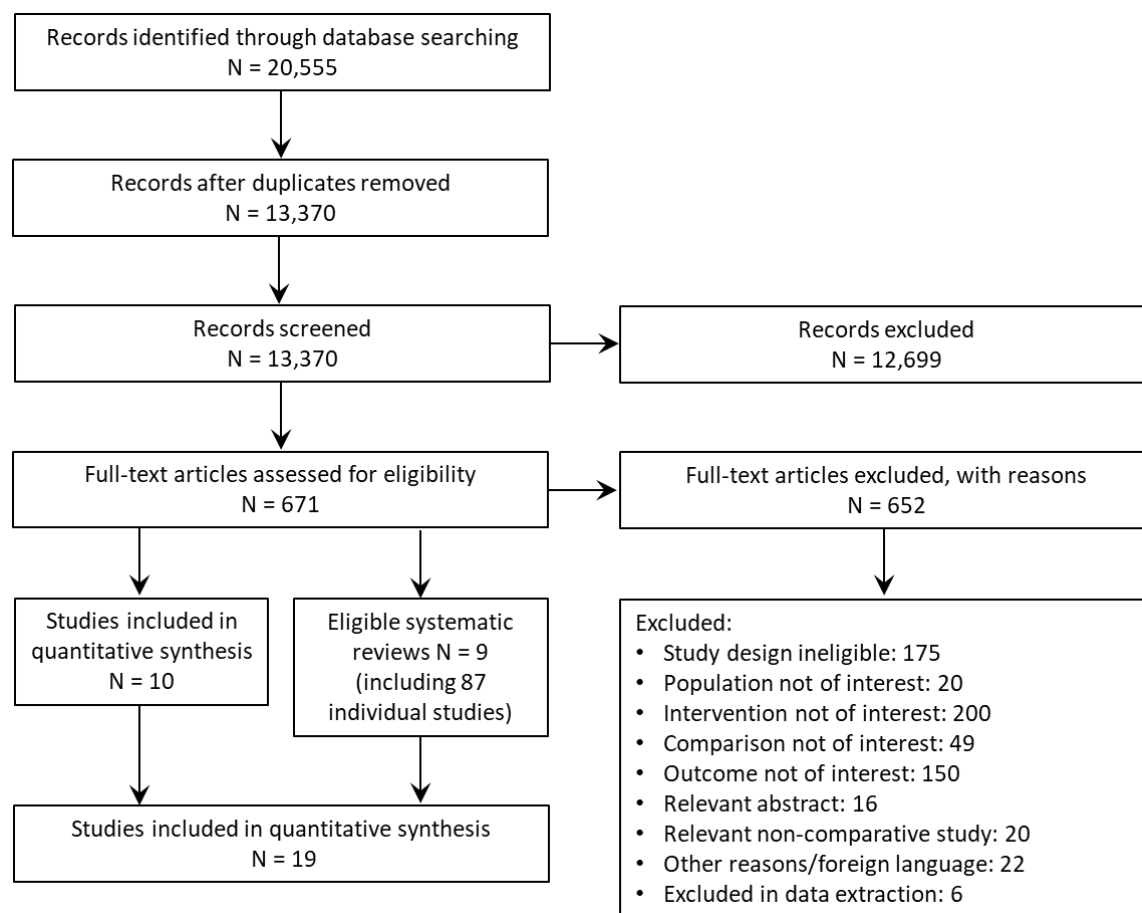 Records identified through database searching
N = 20,555
Records after duplicates removed
N = 13,370
Records screened
N = 13,370
Records excluded
N = 12,699
Full-text articles assessed for eligibility
N = 671
Full-text articles excluded, with reasons
N = 652
Studies included in
quantitative synthesis
N = 10
Eligible systematic
reviews N = 9
(including 87
individual studies)
Excluded:
• Study design ineligible: 175
• Population not of interest: 20
• Intervention not of interest: 200
• Comparison not of interest: 49
• Outcome not of interest: 150
• Relevant abstract: 16
• Relevant non-comparative study: 20
• Other reasons/foreign language: 22
• Excluded in data extraction: 6
Studies included in quantitative synthesis
N = 19